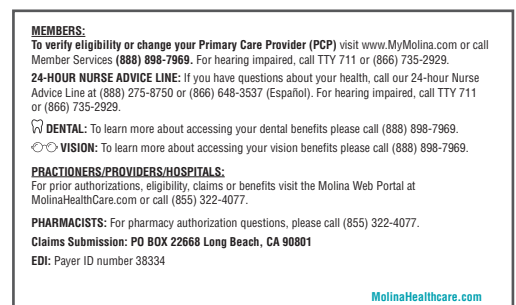 MEMBERS:
To verify eligibility or change your Primary Care Provider (PCP) visit www.MyMolina.com or call
Member Services (888) 898-7969. For hearing impaired, call TTY 711 or (866) 735-2929.
24-HOUR NURSE ADVICE LINE: If you have questions about your health, call our 24-hour Nurse
Advice Line at (888) 275-8750 or (866) 648-3537 (Español). For hearing impaired, call TTY 711
or (866) 735-2929.
DENTAL: To learn more about accessing your dental benefits please call (888) 898-7969.
VISION: To learn more about accessing your vision benefits please call (888) 898-7969.
PRACTIONERS/PROVIDERS/HOSPITALS:
For prior authorizations, eligibility, claims or benefits visit the Molina Web Portal at
MolinaHealthCare.com or call (855) 322-4077.
PHARMACISTS: For pharmacy authorization questions, please call (855) 322-4077.
Claims Submission: PO BOX 22668 Long Beach, CA 90801
EDI: Payer ID number 38334
MolinaHealthcare.com